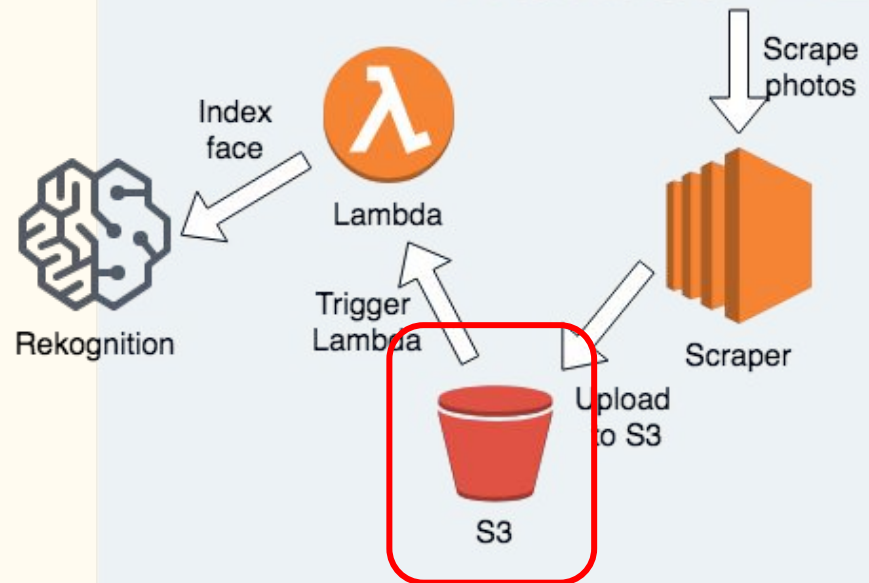 Scrape
photos
Index
face
λ
Lambda
Trigger
Lambda
Rekognition
Scraper
Upload
to S3
S3